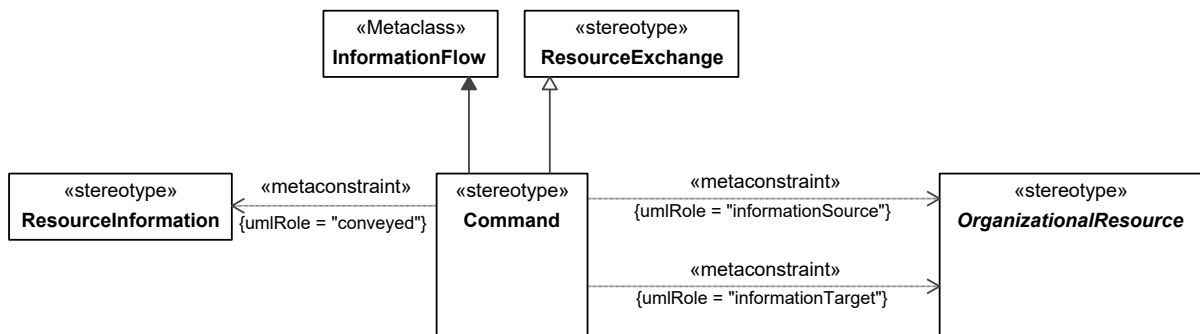 «Metaclass»
InformationFlow
«stereotype»
ResourceExchange
«stereotype»
ResourceInformation
«metaconstraint»
{umlRole = "conveyed"}
«stereotype»
Command
«metaconstraint»
{umlRole = "informationSource"}
«metaconstraint»
{umlRole = "informationTarget"}
«stereotype»
OrganizationalResource